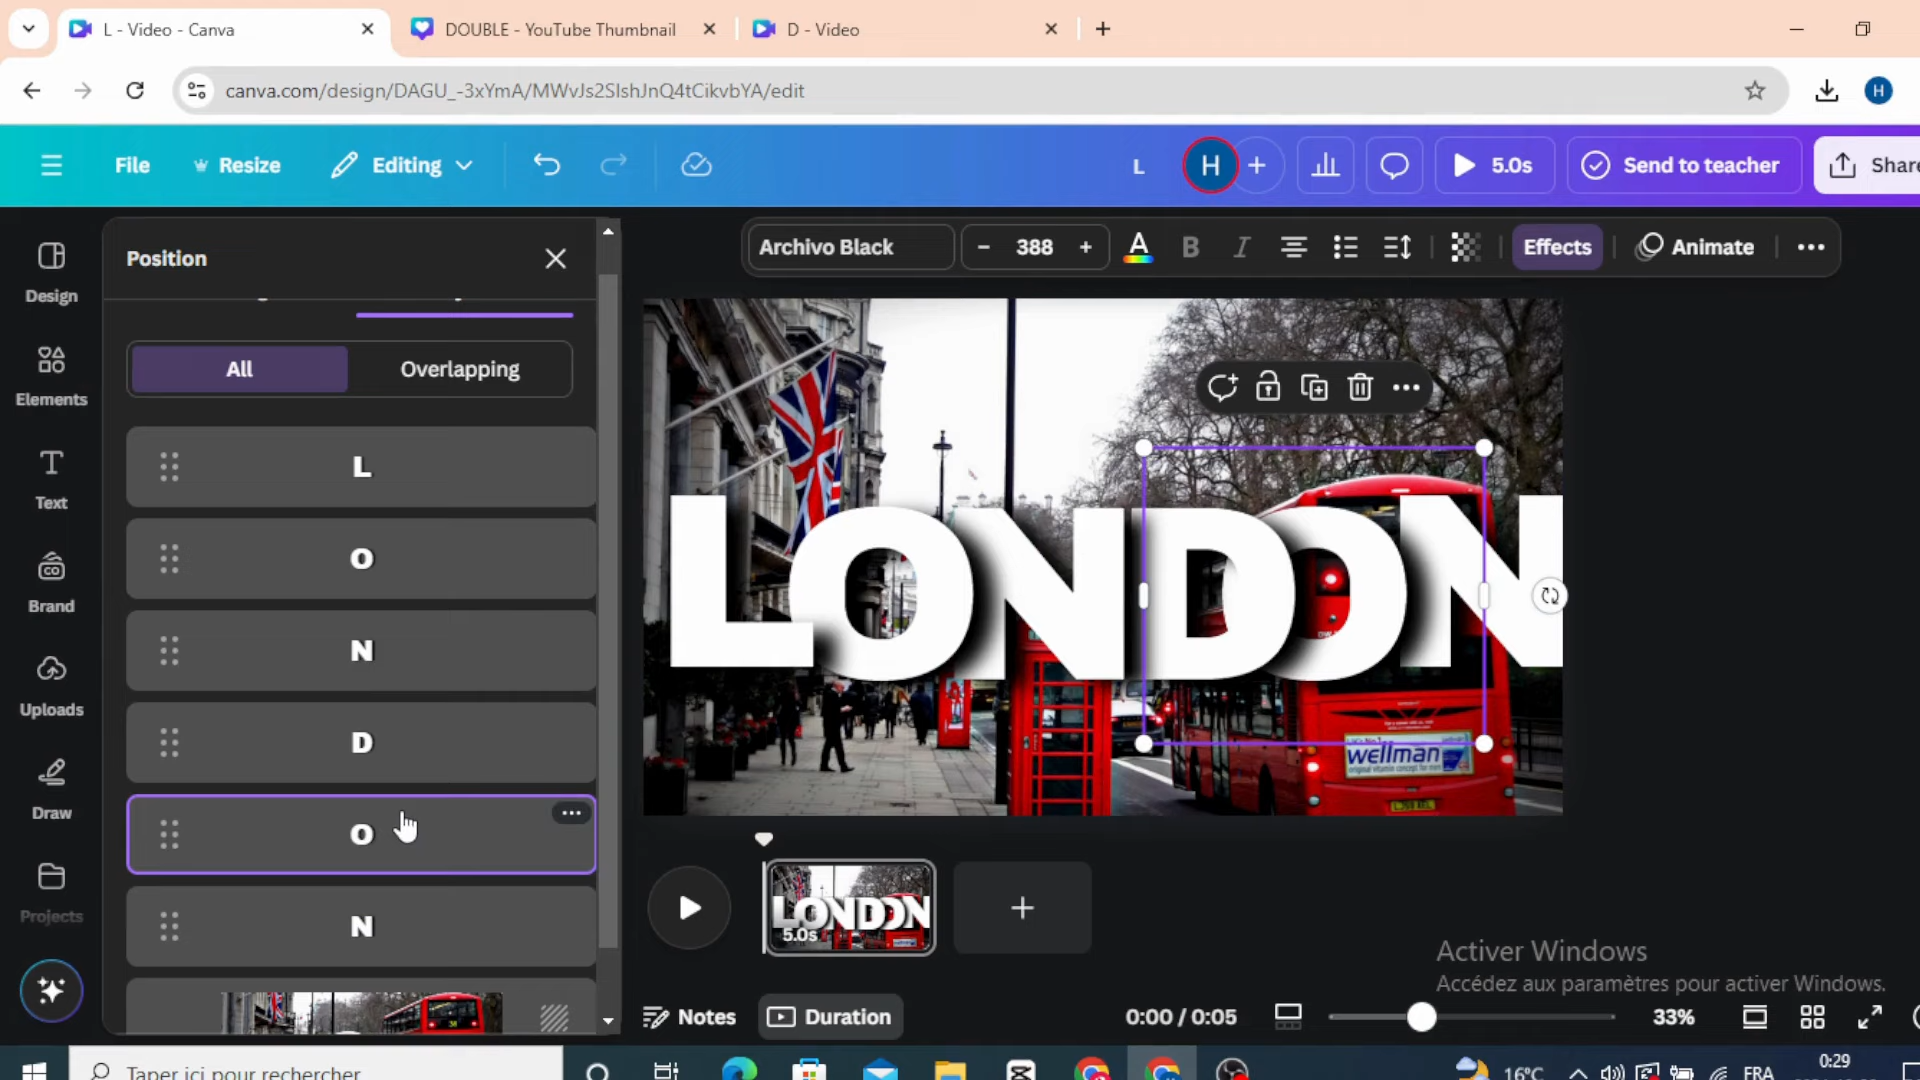 L - Video - Canva
DOUBLE - YouTube Thumbnail
D - Video
canva.com/design/DAGU_-3xYmA/MWvJs2SlshJnQ4tCikvbYA/edit
H
File
Resize
Editing
L
H
5.0s
Send to teacher
Share
Position
Archivo Black
388
A
B
I
Effects
Animate
Design
Elements
Text
Brand
Uploads
Draw
Projects
All
Overlapping
L
O
N
D
O
N
LONDON
wellman
LONDON
5.0s
Activer Windows
Accédez aux paramètres pour activer Windows.
Notes
Duration
0:00 / 0:05
33%
Taper ici pour rechercher
16°C
FRA
0:29